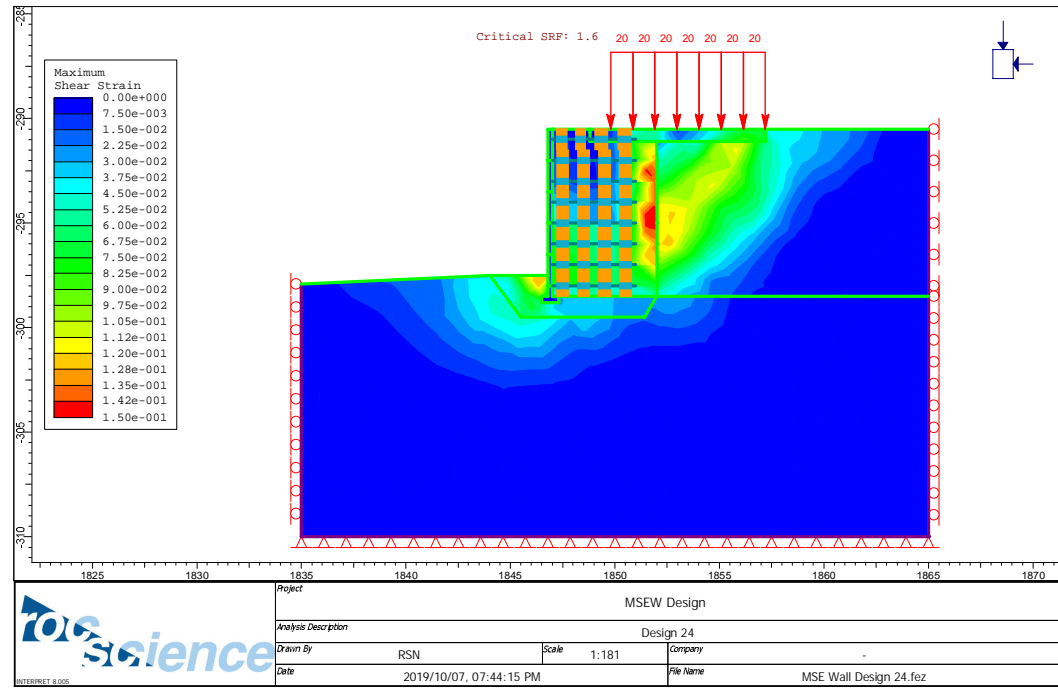 Critical SRF: 1.6
20 20 20 20 20 20 20
Maximum
Shear Strain
0.00e+000
7.50e-003
1.50e-002
2.25e-002
3.00e-002
3.75e-002
4.50e-002
5.25e-002
6.00e-002
6.75e-002
7.50e-002
8.25e-002
9.00e-002
9.75e-002
1.05e-001
1.12e-001
1.20e-001
1.28e-001
1.35e-001
1.42e-001
1.50e-001
-285
-290
-295
-300
-305
-310
1825 1830 1835 1840 1845 1850 1855 1860 1865 1870
rocscience
INTERPRET 8.005
Project
MSEW Design
Analysis Description
Design 24
Drawn By
RSN
Scale
1:181
Company
-
Date
2019/10/07, 07:44:15 PM
File Name
MSE Wall Design 24.fez